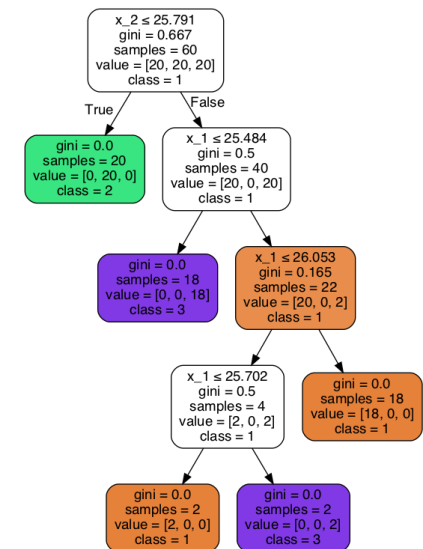 x_2 ≤ 25.791
gini = 0.667
samples = 60
value = [20, 20, 20]
class = 1
True
False
gini = 0.0
samples = 20
value = [0, 20, 0]
class = 2
x_1 ≤ 25.484
gini = 0.5
samples = 40
value = [20, 0, 20]
class = 1
gini = 0.0
samples = 18
value = [0, 0, 18]
class = 3
x_1 ≤ 26.053
gini = 0.165
samples = 22
value = [20, 0, 2]
class = 1
x_1 ≤ 25.702
gini = 0.5
samples = 4
value = [2, 0, 2]
class = 1
gini = 0.0
samples = 18
value = [18, 0, 0]
class = 1
gini = 0.0
samples = 2
value = [2, 0, 0]
class = 1
gini = 0.0
samples = 2
value = [0, 0, 2]
class = 3